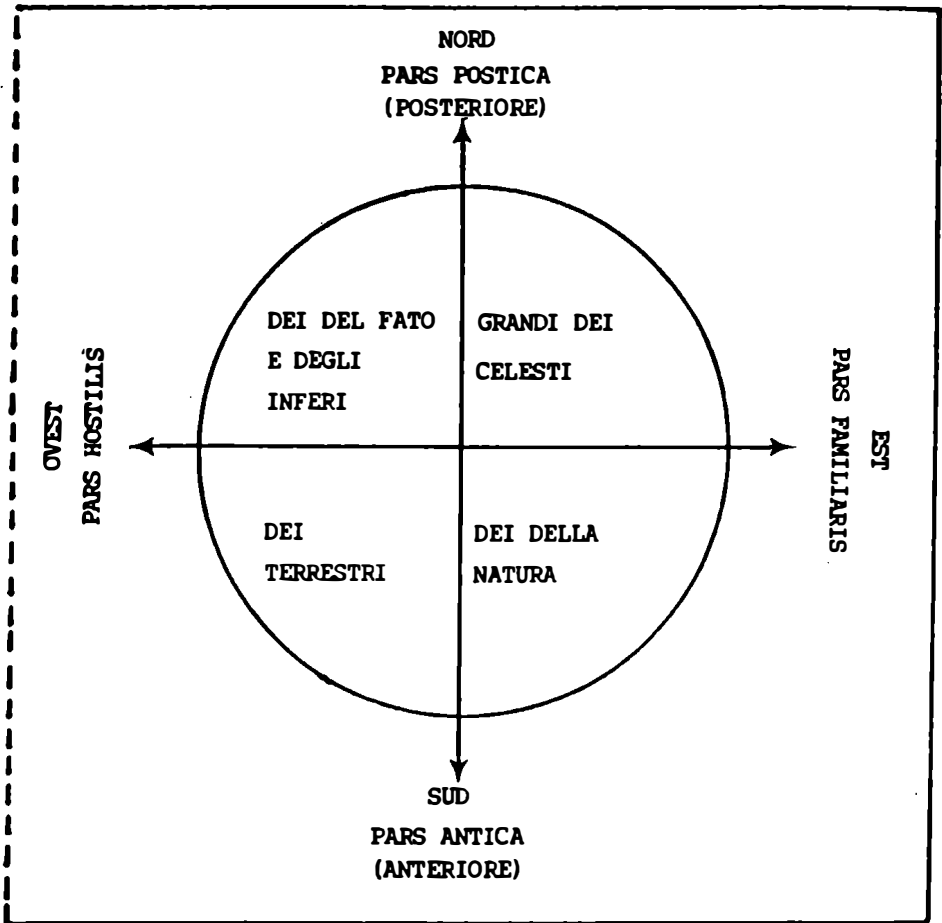 NORD
PARS POSTICA
(POSTERIORE)
DEI DEL FATO
E DEGLI
INFERI
GRANDI DEI
CELESTI
OVEST
PARS HOSTILIS
PARS FAMILIARIS
EST
DEI
TERRESTRI
DEI DELLA
NATURA
SUD
PARS ANTICA
(ANTERIORE)